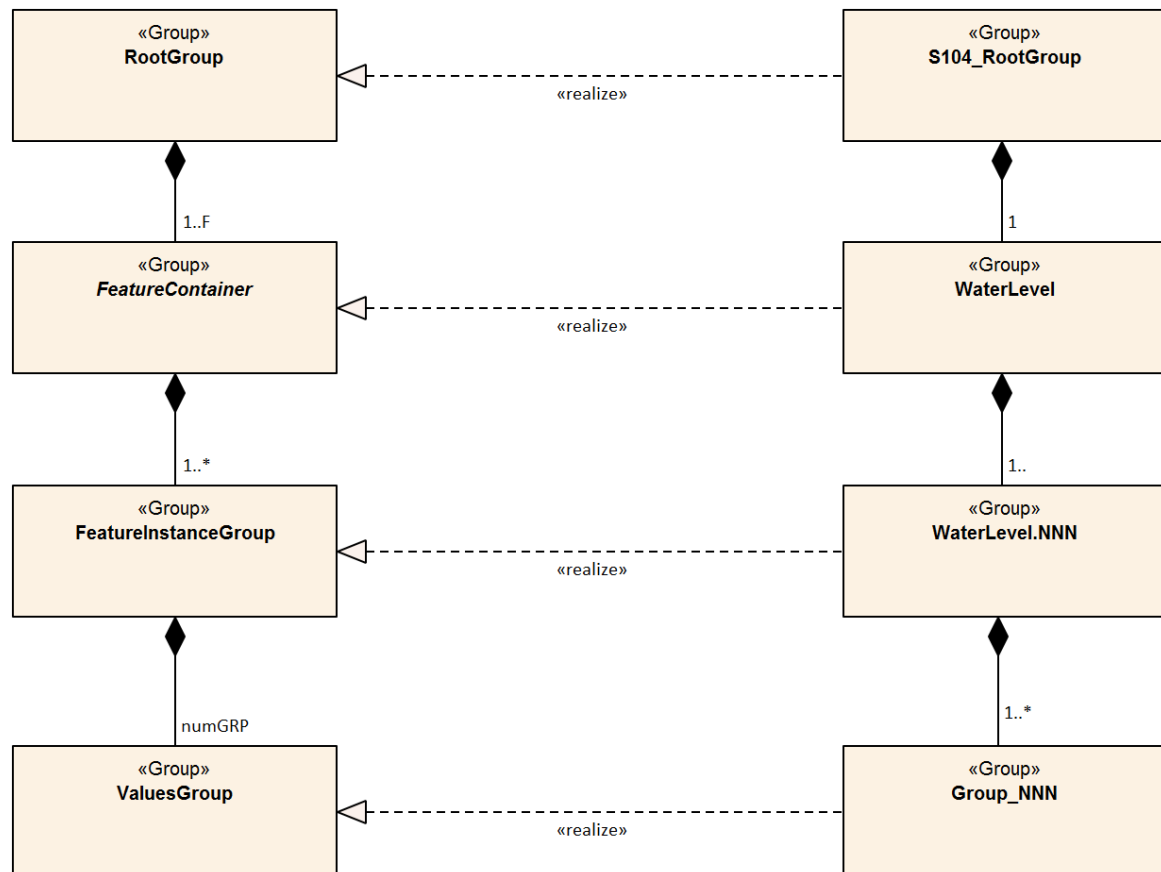 «Group»
RootGroup
«Group»
S104_RootGroup
«realize»
1..F
1
«Group»
FeatureContainer
«Group»
WaterLevel
«realize»
1..*
1..
«Group»
FeatureInstanceGroup
«Group»
WaterLevel.NNN
«realize»
numGRP
1..*
«Group»
ValuesGroup
«Group»
Group_NNN
«realize»